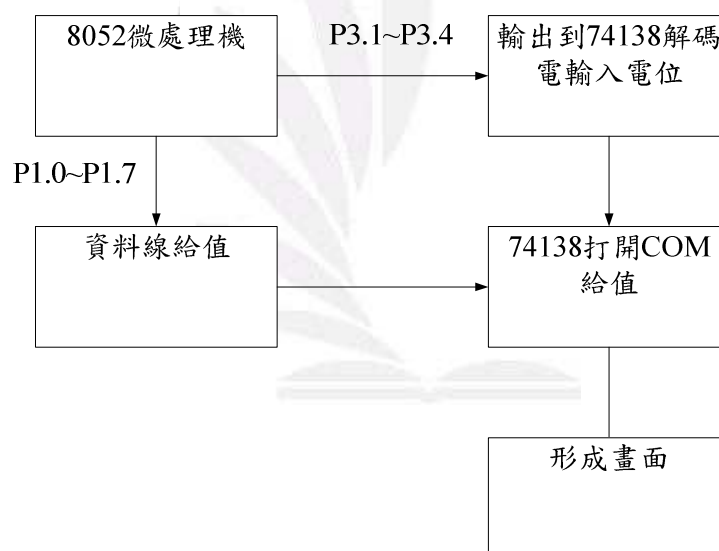 8052微處理機
P3.1~P3.4
輸出到74138解碼
電輸入電位
P1.0~P1.7
資料線給值
74138打開COM
給值
形成畫面